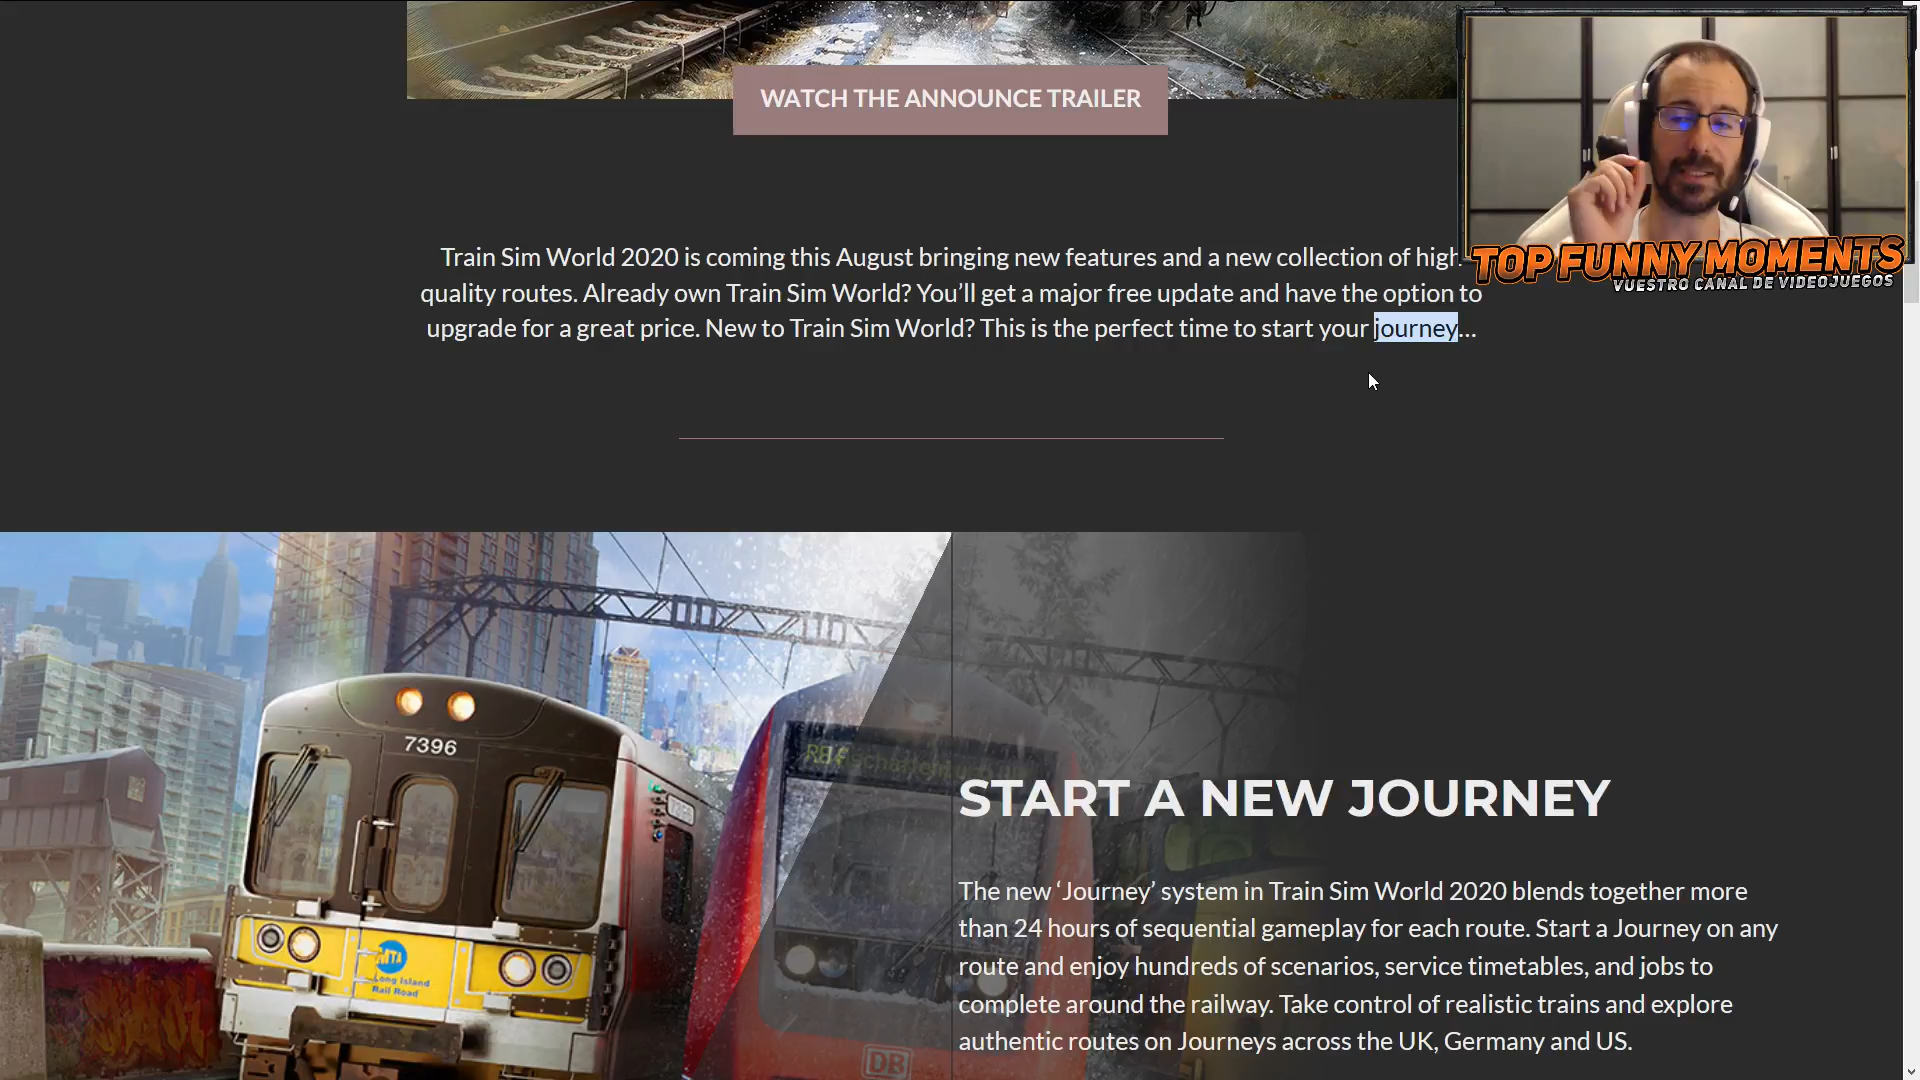 WATCH THE ANNOUNCE TRAILER
TOP FUNNY MOMENTS
VUESTRO CANAL DE VIDEOJUEGOS
Train Sim World 2020 is coming this August bringing new features and a new collection of high
quality routes. Already own Train Sim World? You’ll get a major free update and have the option to
upgrade for a great price. New to Train Sim World? This is the perfect time to start your journey...
7396
MTA
Long Island
Rail Road
DB
START A NEW JOURNEY
The new ‘Journey’ system in Train Sim World 2020 blends together more
than 24 hours of sequential gameplay for each route. Start a Journey on any
route and enjoy hundreds of scenarios, service timetables, and jobs to
complete around the railway. Take control of realistic trains and explore
authentic routes on Journeys across the UK, Germany and US.